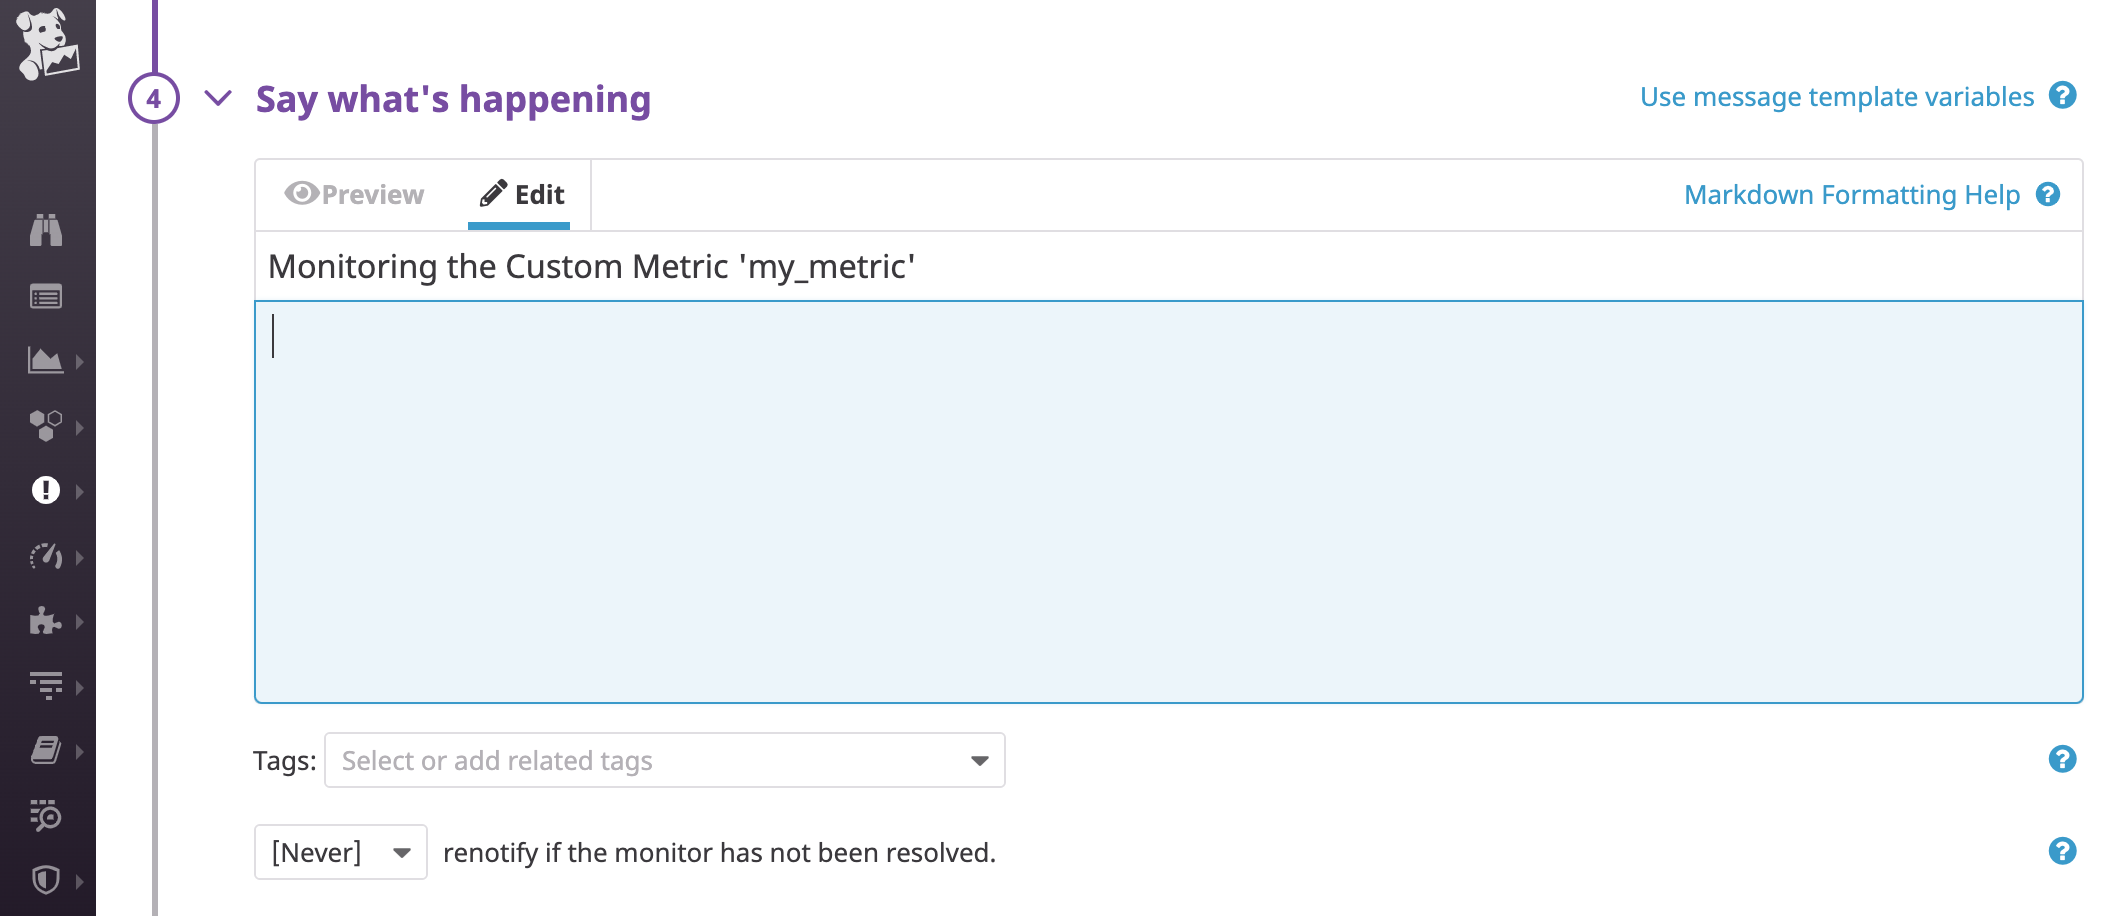 4 Say what's happening Use message template variables ?
Preview Edit Markdown Formatting Help ?
Monitoring the Custom Metric 'my_metric'
Tags: Select or add related tags ?
[Never] renotify if the monitor has not been resolved. ?